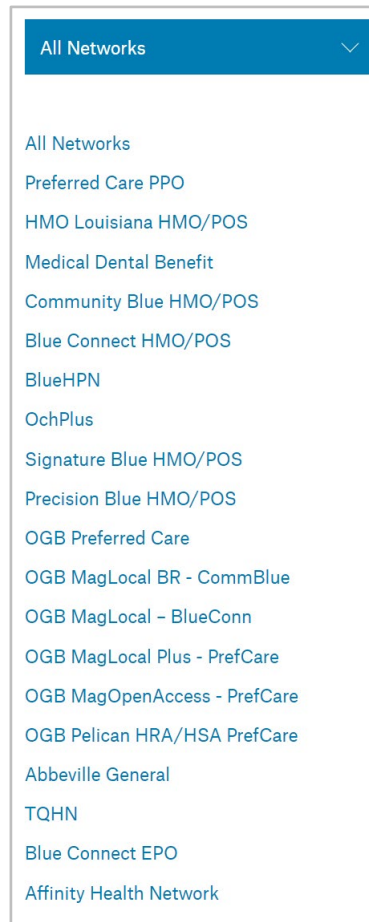 All Networks
All Networks
Preferred Care PPO
HMO Louisiana HMO/POS
Medical Dental Benefit
Community Blue HMO/POS
Blue Connect HMO/POS
BlueHPN
OchPlus
Signature Blue HMO/POS
Precision Blue HMO/POS
OGB Preferred Care
OGB MagLocal BR - CommBlue
OGB MagLocal – BlueConn
OGB MagLocal Plus - PrefCare
OGB MagOpenAccess - PrefCare
OGB Pelican HRA/HSA PrefCare
Abbeville General
TQHN
Blue Connect EPO
Affinity Health Network